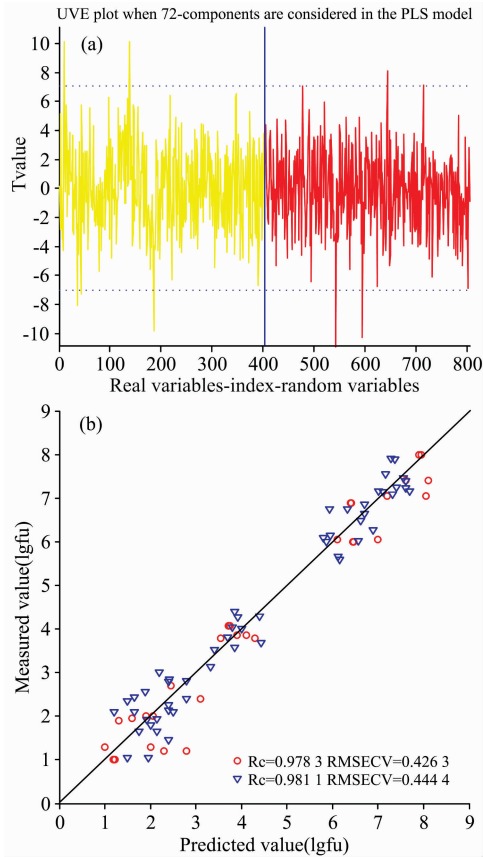 UVE plot when 72-components are considered in the PLS model
(a)
Tvalue
10
8
6
4
2
0
-2
-4
-6
-8
-10
0 100 200 300 400 500 600 700 800
Real variables-index-random variables
(b)
Measured value(lgfu)
9
8
7
6
5
4
3
2
1
0
Rc=0.978 3 RMSECV=0.426 3
Rc=0.981 1 RMSECV=0.444 4
0 1 2 3 4 5 6 7 8 9
Predicted value(lgfu)